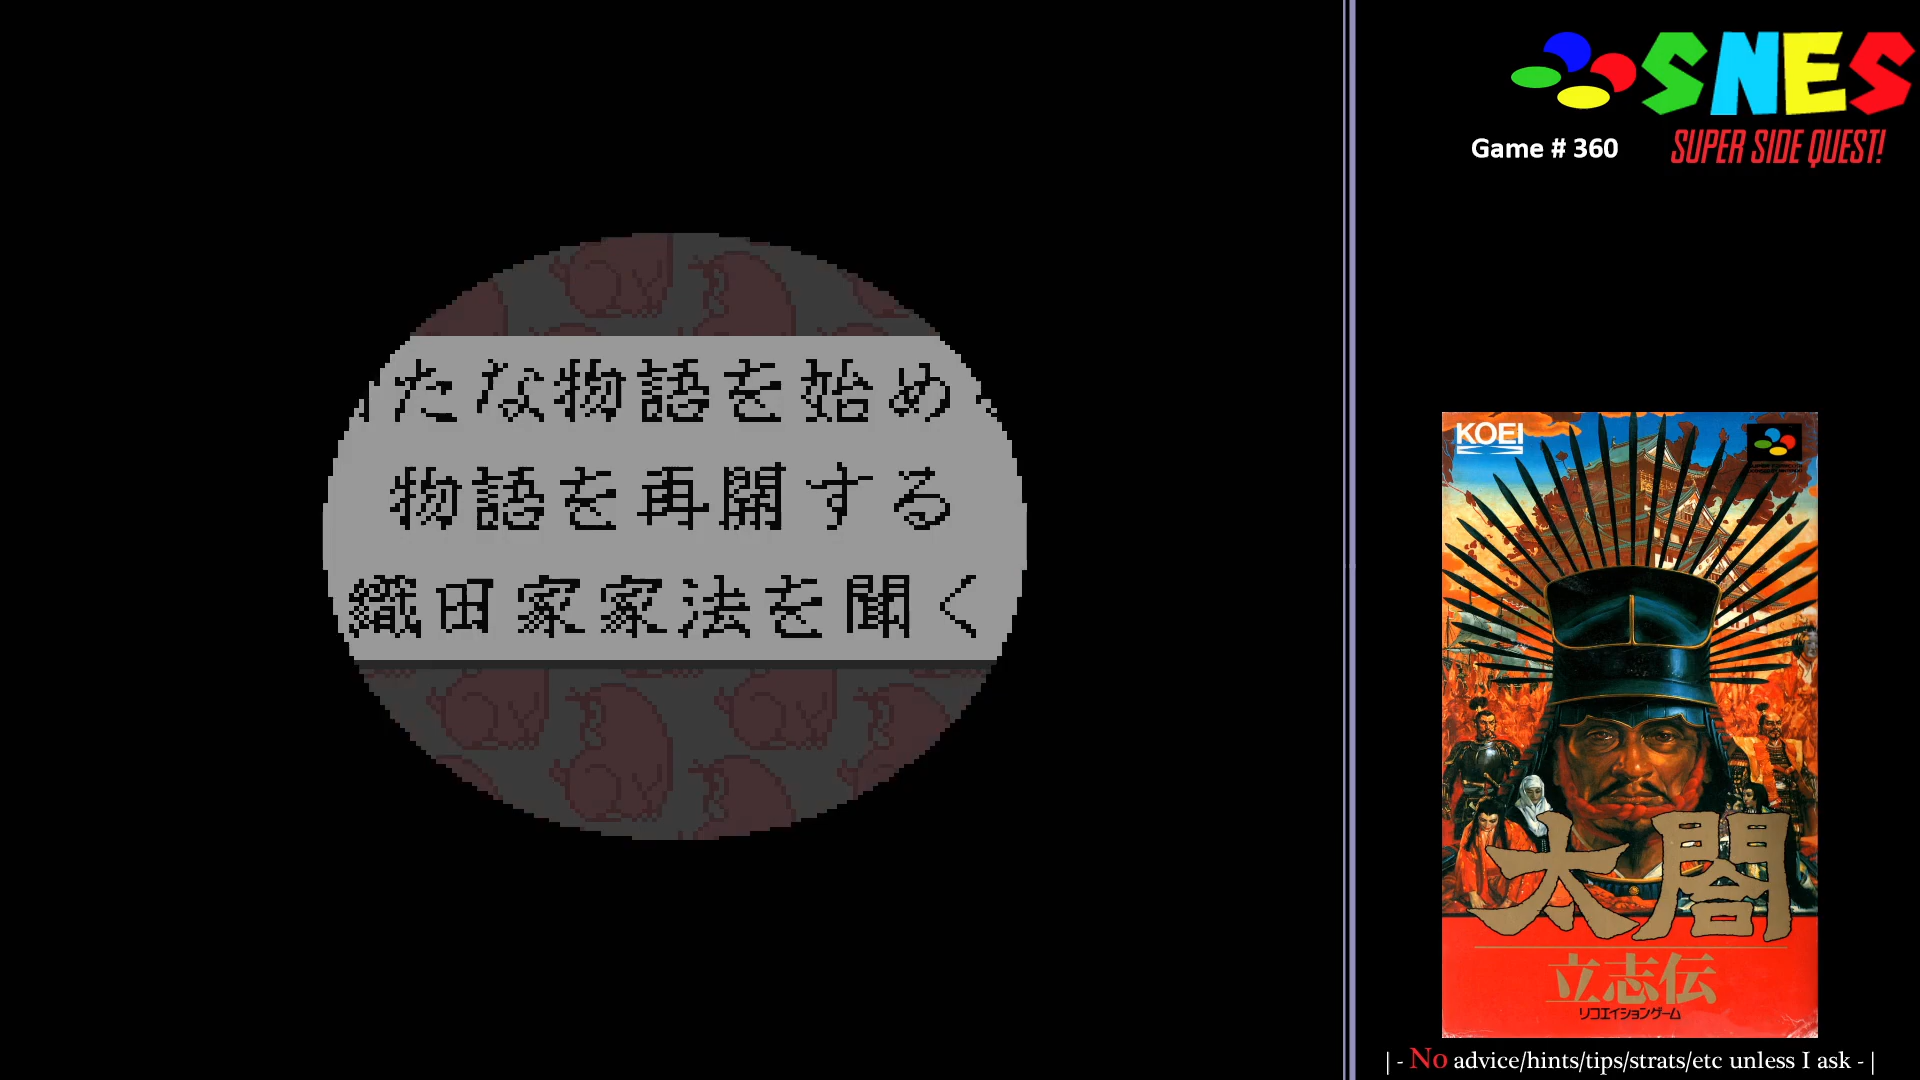 たな物語を始め
物語を再開する
織田家家法を聞く
SNES
Game # 360
SUPER SIDE QUEST!
KOEI
太閤
立志伝
リコエイションゲーム
|- No advice/hints/tips/strats/etc unless I ask -|